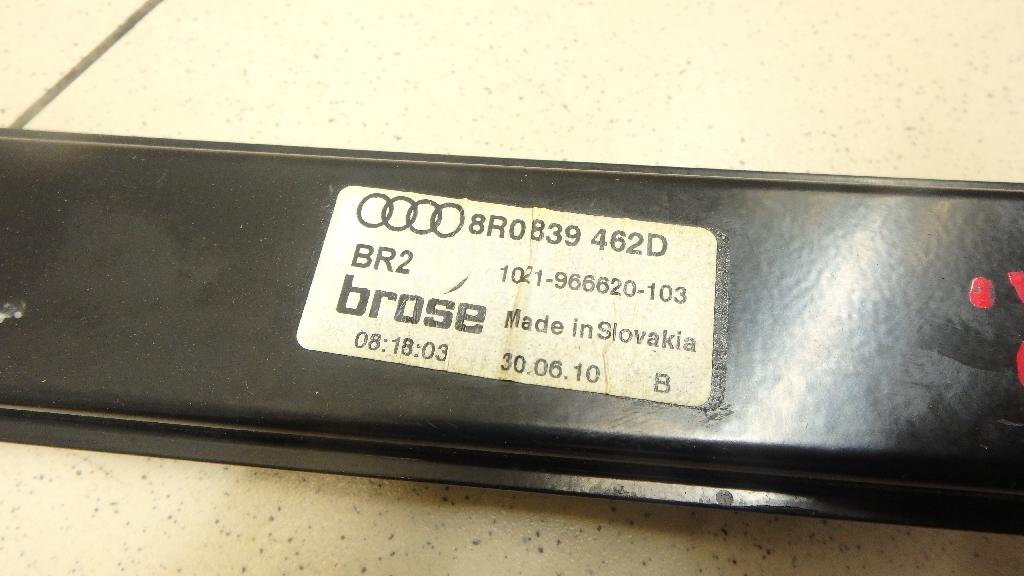 8R0839 462D
BR2
1021-966620-103
brose
Made in Slovakia
08:18:03
30.06.10
B